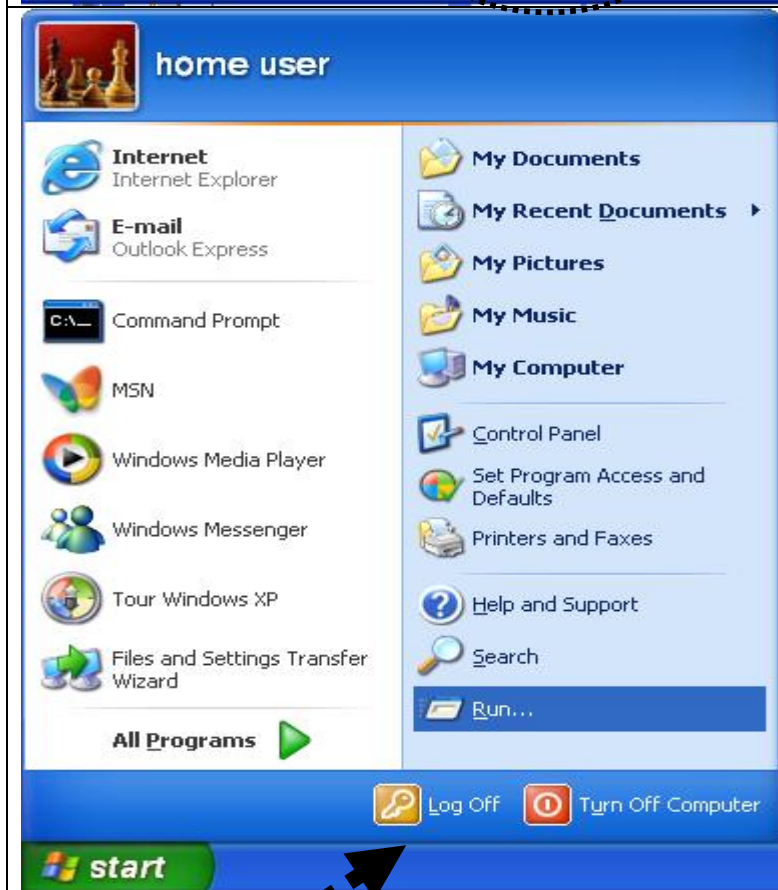 home user
Internet
Internet Explorer
E-mail
Outlook Express
C:\_
Command Prompt
MSN
Windows Media Player
Windows Messenger
Tour Windows XP
Files and Settings Transfer
Wizard
All Programs
My Documents
My Recent Documents
My Pictures
My Music
My Computer
Control Panel
Set Program Access and
Defaults
Printers and Faxes
Help and Support
Search
Run...
Log Off
Turn Off Computer
start